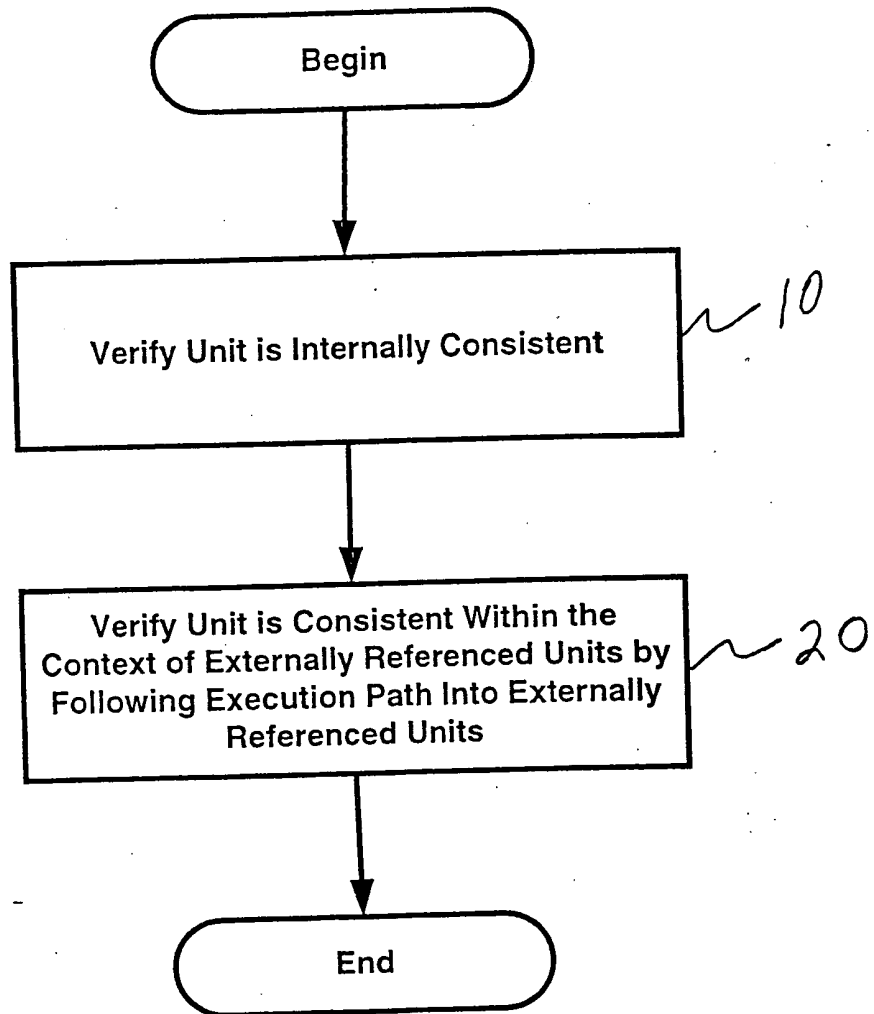 Begin
Verify Unit is Internally Consistent
10
Verify Unit is Consistent Within the
Context of Externally Referenced Units by
Following Execution Path Into Externally
Referenced Units
20
End